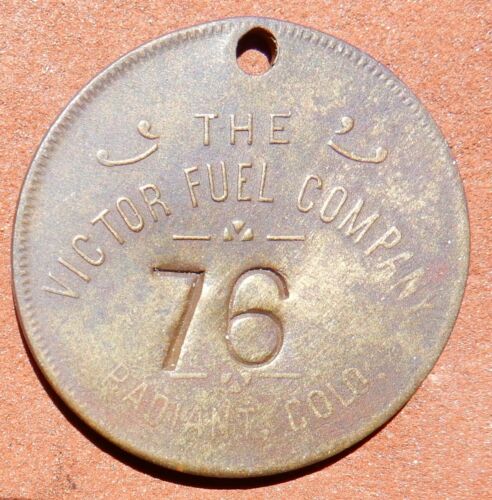 THE
VICTOR FUEL COMPANY
76
RADIANT, COLO.